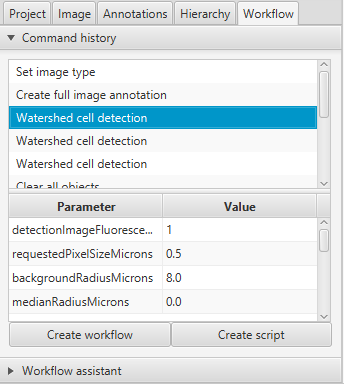 Project Image Annotations Hierarchy Workflow
Command history
Set image type
Create full image annotation
Watershed cell detection
Watershed cell detection
Watershed cell detection
Clear all objects
Parameter Value
detectionImageFluoresce... 1
requestedPixelSizeMicrons 0.5
backgroundRadiusMicrons 8.0
medianRadiusMicrons 0.0
Create workflow Create script
Workflow assistant